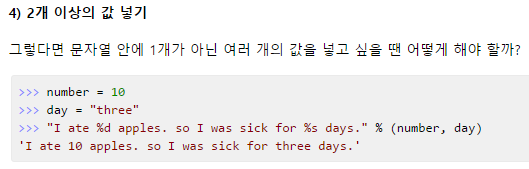 4) 2개 이상의 값 넣기
그렇다면 문자열 안에 1개가 아닌 여러 개의 값을 넣고 싶을 땐 어떻게 해야 할까?
>>> number = 10
>>> day = "three"
>>> "I ate %d apples. so I was sick for %s days." % (number, day)
'I ate 10 apples. so I was sick for three days.'